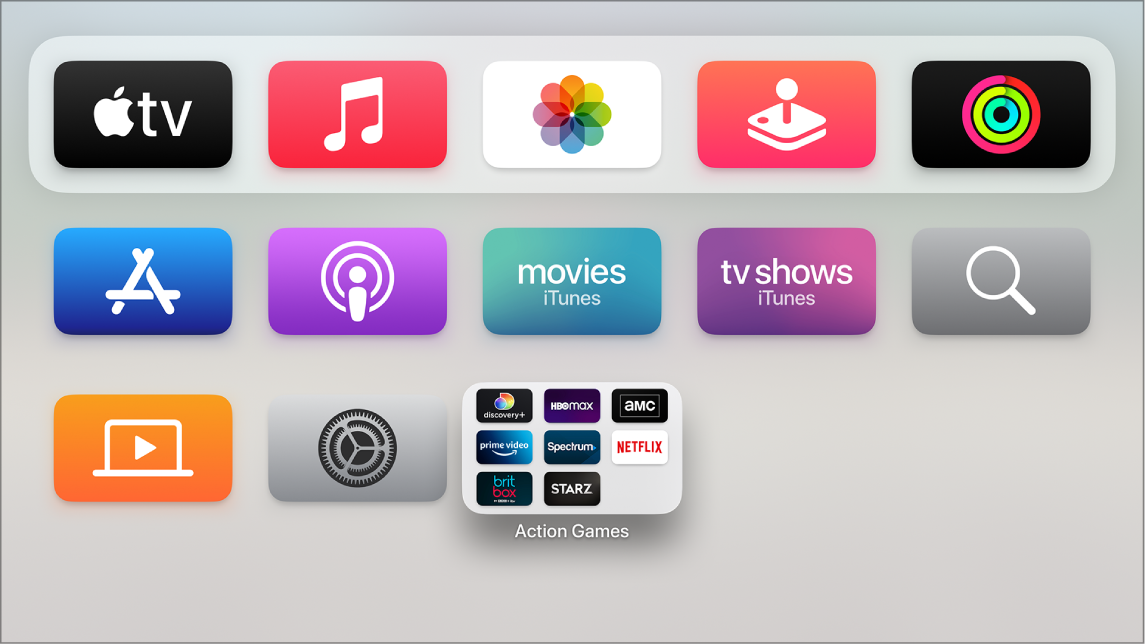 tv
movies
iTunes
tv shows
iTunes
discovery+
HBOmax
aMC
prime video
Spectrum
NETFLIX
brit
box
STARZ
Action Games